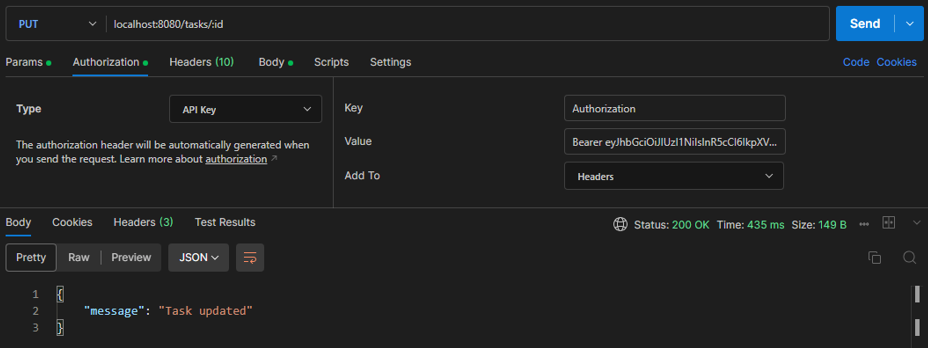 PUT localhost:8080/tasks/:id Send
Params Authorization Headers (10) Body Scripts Settings Code Cookies
Type API Key
The authorization header will be automatically generated when
you send the request. Learn more about authorization ↗
Key Authorization
Value Bearer eyJhbGciOiJIUzI1NiIsInR5cCI6IkpXV...
Add To Headers
Body Cookies Headers (3) Test Results Status: 200 OK Time: 435 ms Size: 149 B
Pretty Raw Preview JSON
1 {
2 "message": "Task updated"
3 }